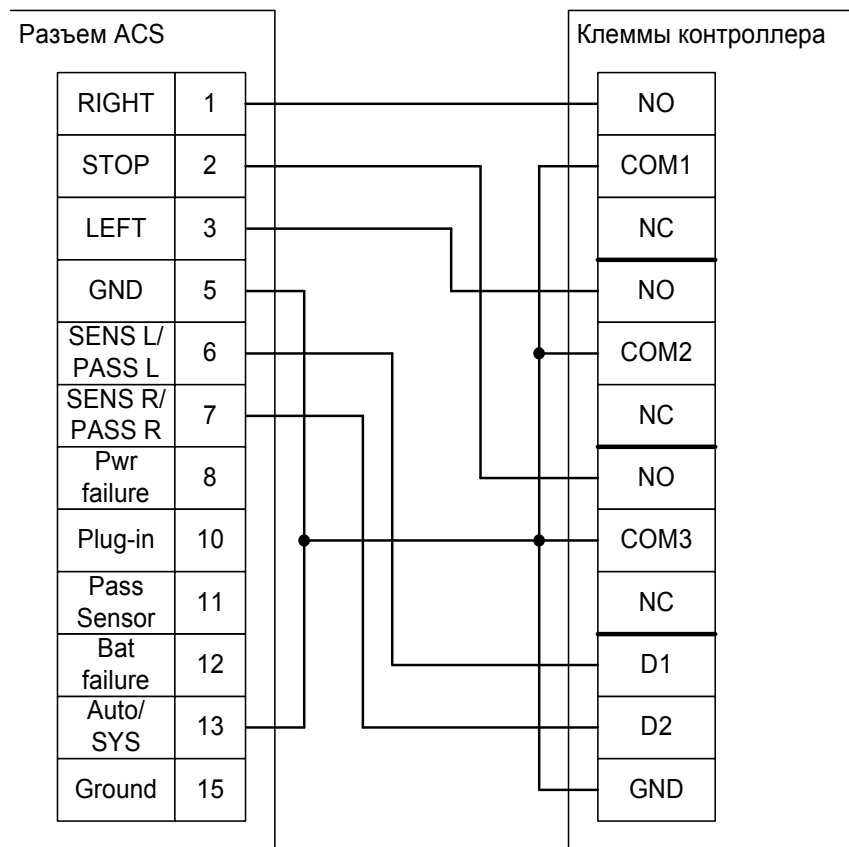 Разъем ACS
RIGHT 1
STOP 2
LEFT 3
GND 5
SENS L/
PASS L 6
SENS R/
PASS R 7
Pwr
failure 8
Plug-in 10
Pass
Sensor 11
Bat
failure 12
Auto/
SYS 13
Ground 15
Клеммы контроллера
NO
COM1
NC
NO
COM2
NC
NO
COM3
NC
D1
D2
GND